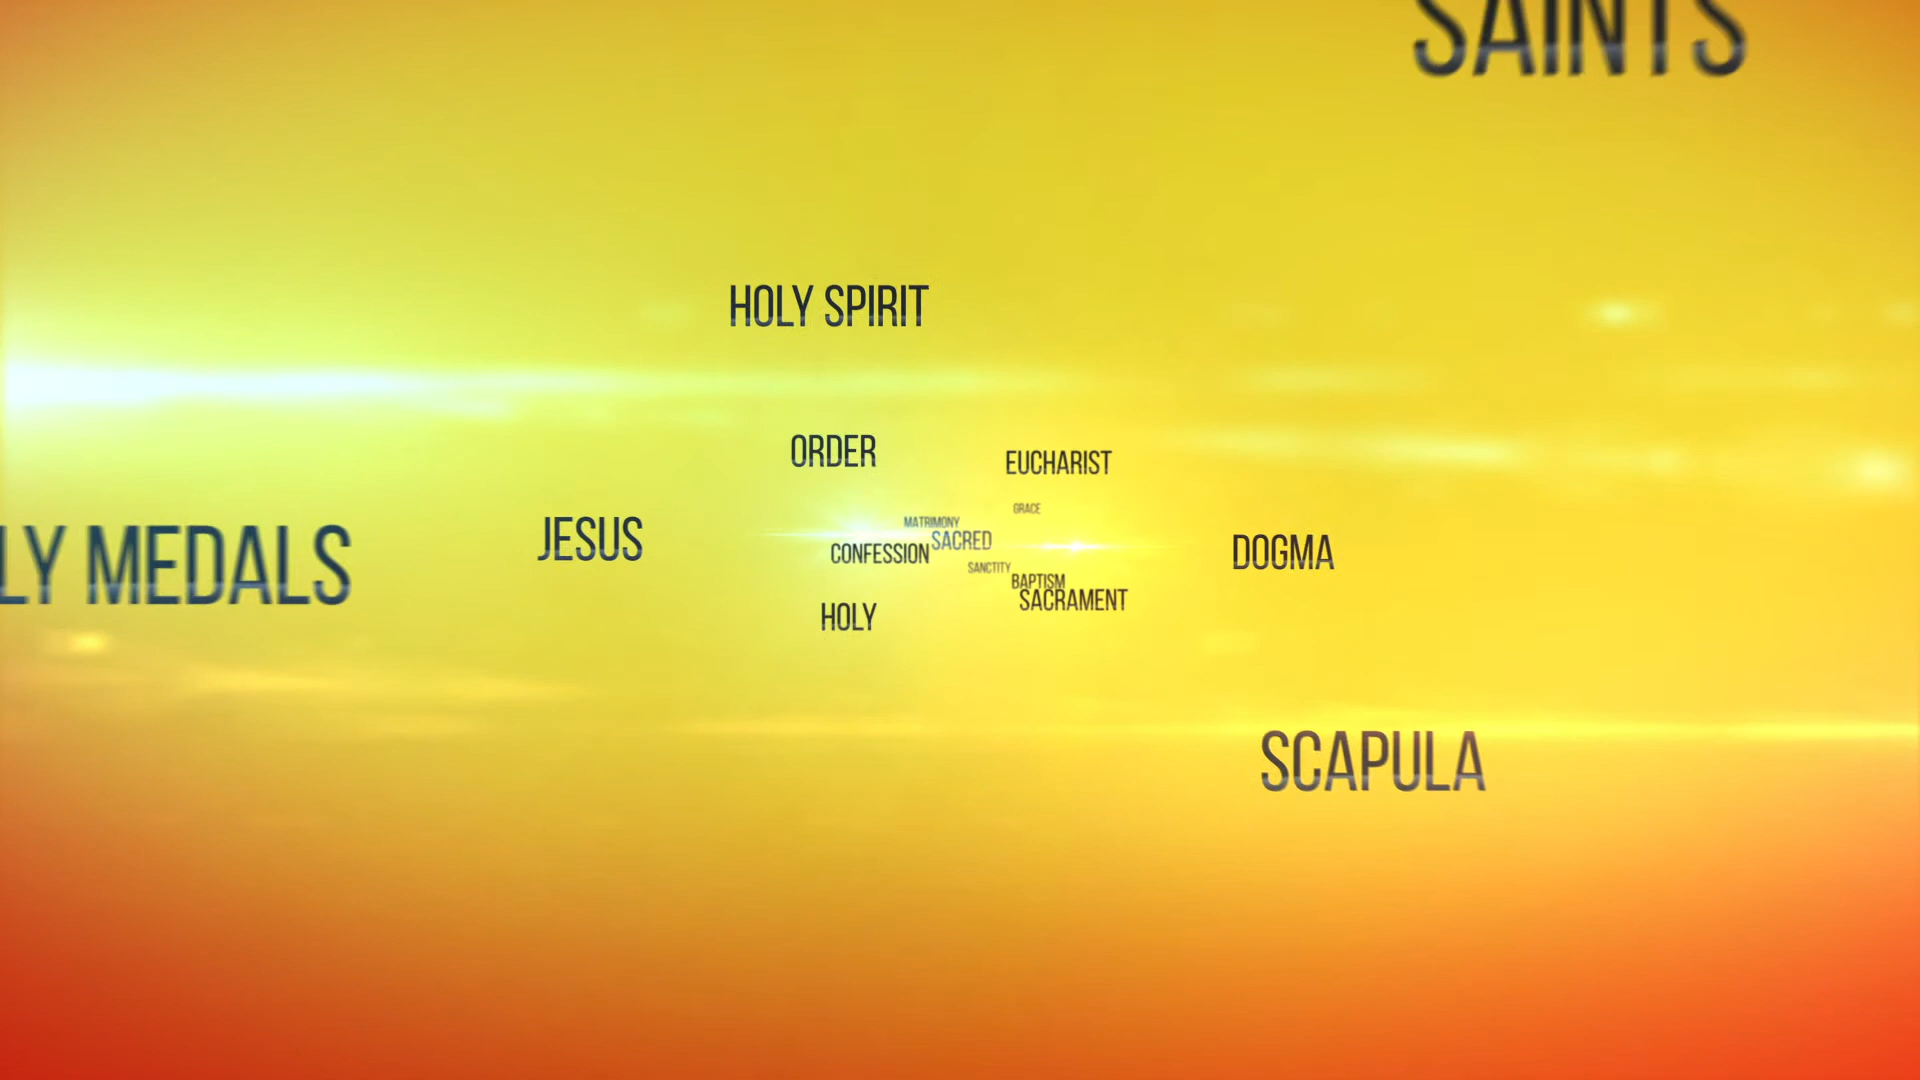 SAINTS
HOLY SPIRIT
ORDER
EUCHARIST
GRACE
MATRIMONY
JESUS
SACRED
LY MEDALS
CONFESSION
DOGMA
SANCTITY
BAPTISM
SACRAMENT
HOLY
SCAPULA